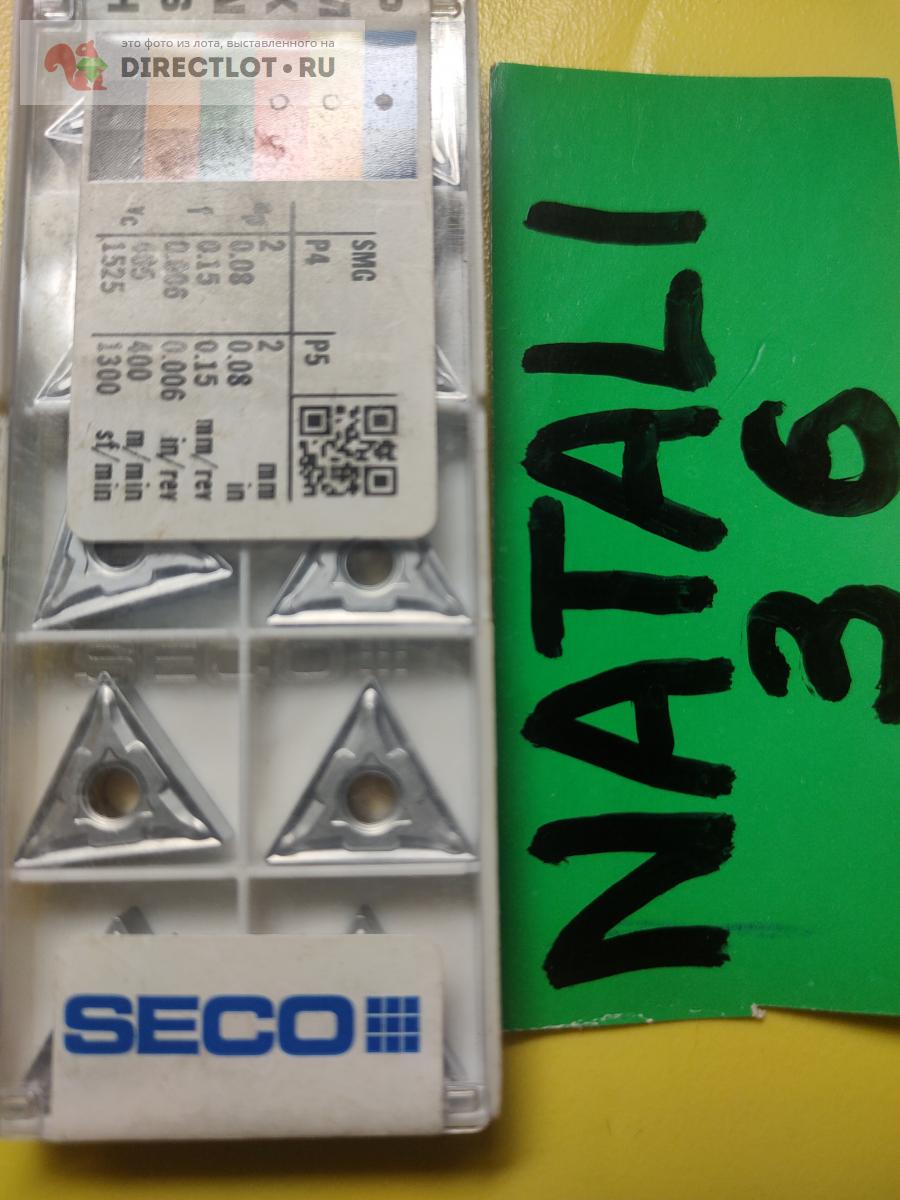 это фото из лота, выставленного на
DIRECTLOT•RU
P M K N S H
SMG P4 P5
2 2 mm
0.08 0.08 in
f 0.15 0.15 mm/rev
0.006 0.006 in/rev
Vc 405 400 m/min
1525 1300 sf/min
SECO
SECO
NATALI
36